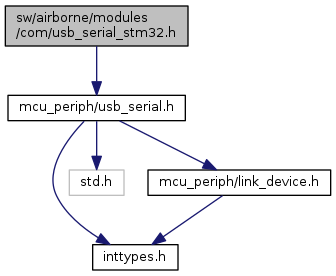 sw/airborne/modules
/com/usb_serial_stm32.h
mcu_periph/usb_serial.h
std.h
mcu_periph/link_device.h
inttypes.h